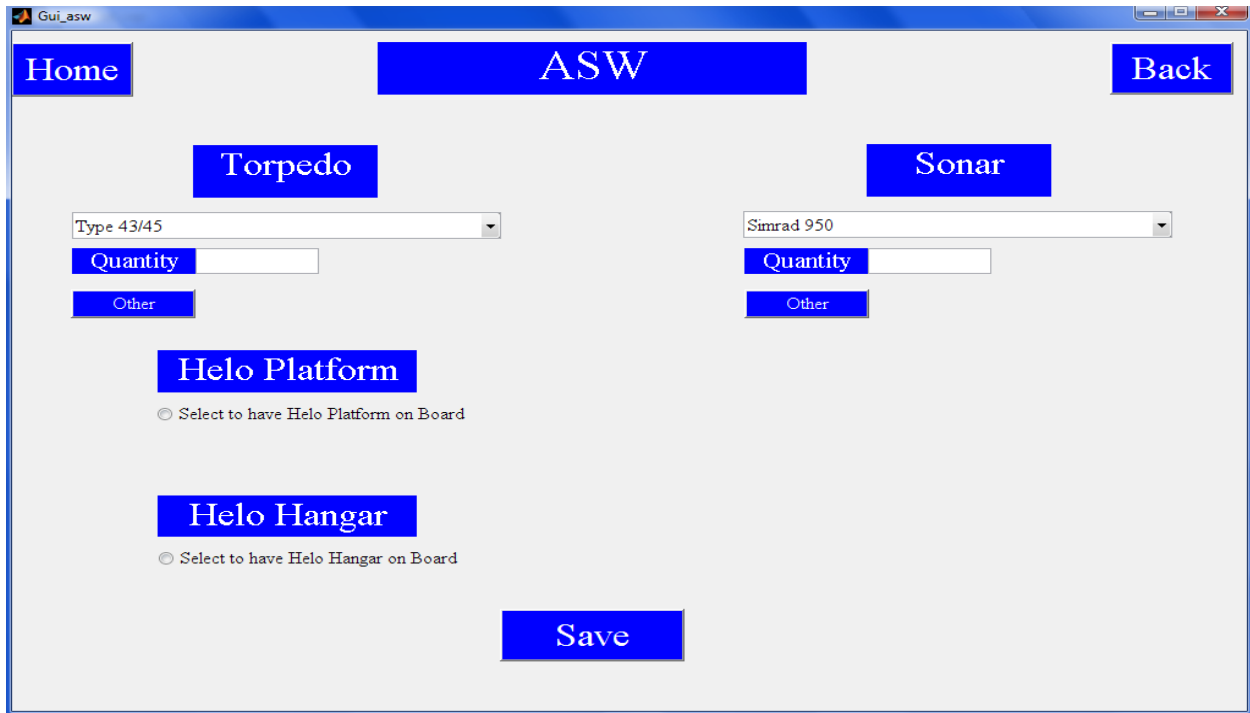 Gui_asw
Home
ASW
Back
Torpedo
Sonar
Type 43/45
Simrad 950
Quantity
Quantity
Other
Other
Helo Platform
Select to have Helo Platform on Board
Helo Hangar
Select to have Helo Hangar on Board
Save